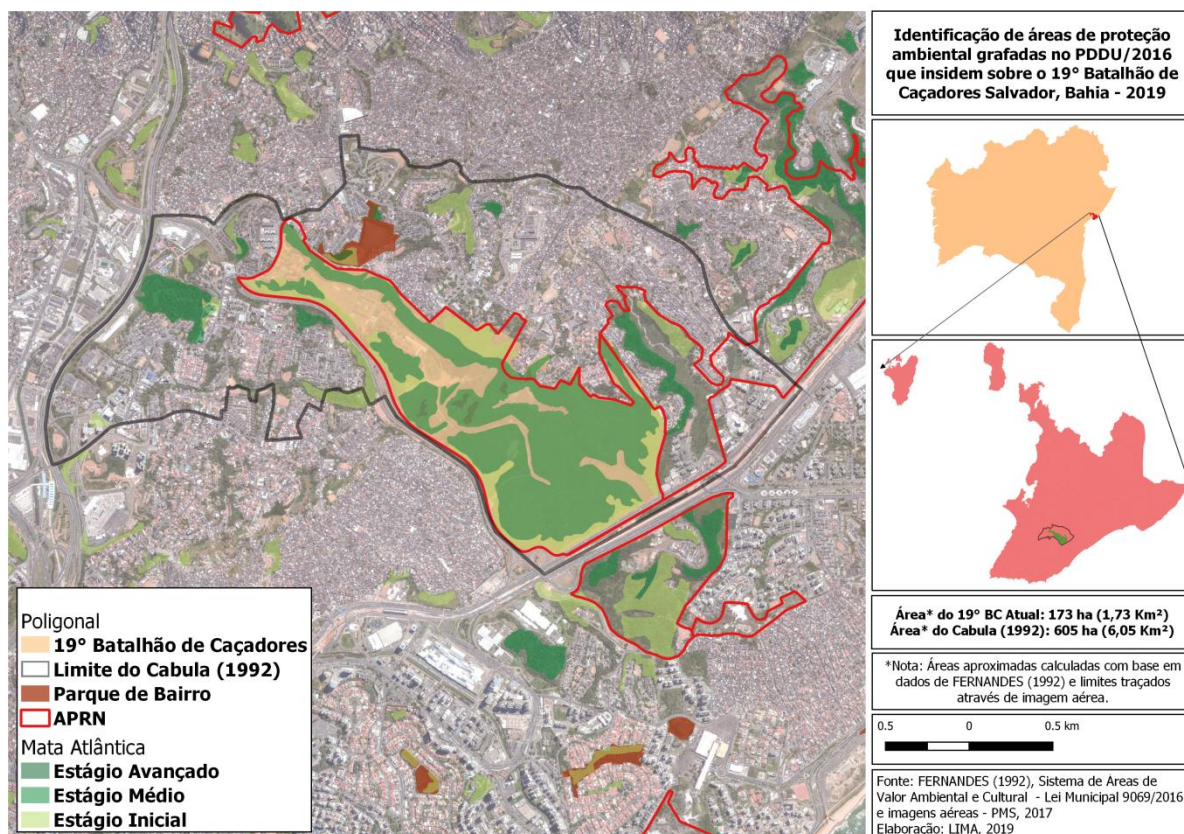 Identificação de áreas de proteção
ambiental grafadas no PDDU/2016
que insidem sobre o 19° Batalhão de
Caçadores Salvador, Bahia - 2019
Poligonal
19° Batalhão de Caçadores
Limite do Cabula (1992)
Parque de Bairro
APRN
Mata Atlântica
Estágio Avançado
Estágio Médio
Estágio Inicial
Área* do 19° BC Atual: 173 ha (1,73 Km²)
Área* do Cabula (1992): 605 ha (6,05 Km²)
*Nota: Áreas aproximadas calculadas com base em
dados de FERNANDES (1992) e limites traçados
através de imagem aérea.
0.5 0 0.5 km
Fonte: FERNANDES (1992), Sistema de Áreas de
Valor Ambiental e Cultural - Lei Municipal 9069/2016
e imagens aéreas - PMS, 2017
Elaboração: LIMA, 2019